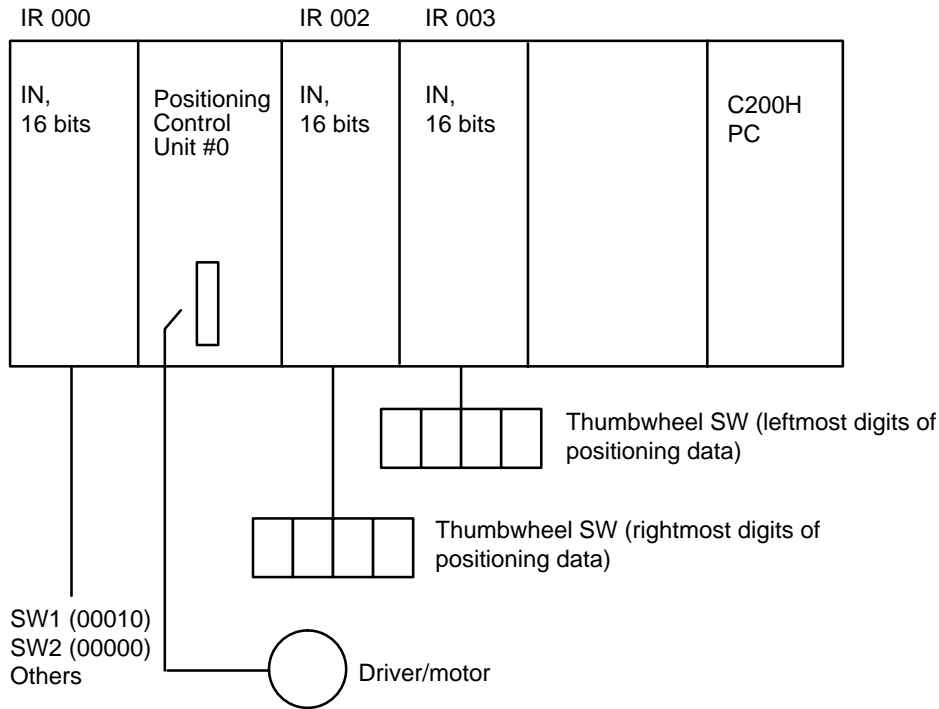 IR 000
IR 002
IR 003
IN,
16 bits
Positioning
Control
Unit #0
IN,
16 bits
IN,
16 bits
C200H
PC
Thumbwheel SW (leftmost digits of
positioning data)
Thumbwheel SW (rightmost digits of
positioning data)
SW1 (00010)
SW2 (00000)
Others
Driver/motor